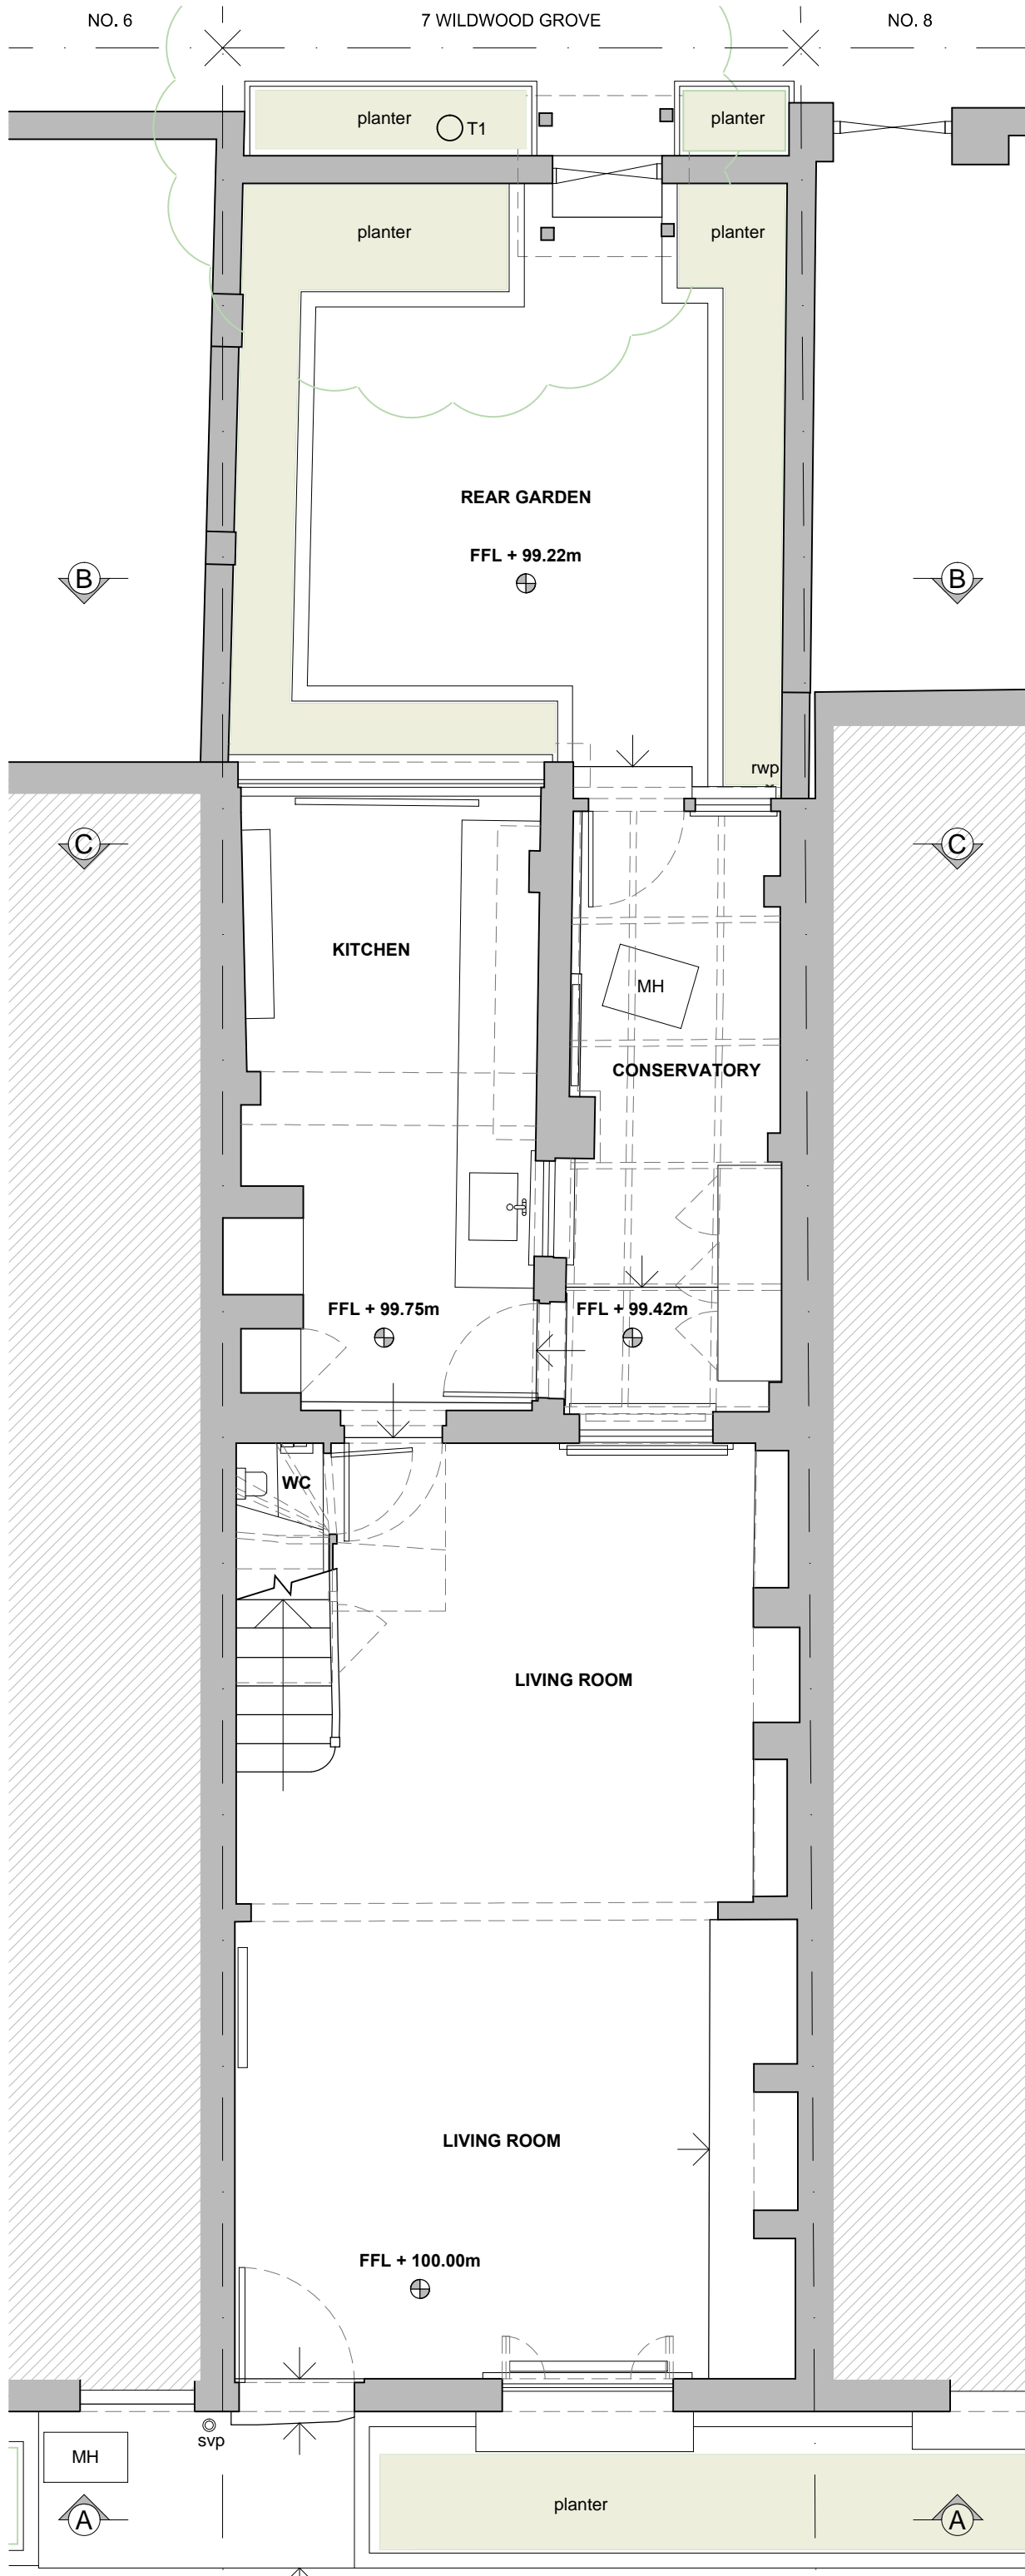 NO. 6
7 WILDWOOD GROVE
NO. 8
planter
T1
planter
planter
planter
REAR GARDEN
FFL + 99.22m
B
B
rwp
C
C
KITCHEN
MH
CONSERVATORY
FFL + 99.75m
FFL + 99.42m
WC
LIVING ROOM
LIVING ROOM
FFL + 100.00m
svp
MH
planter
A
A